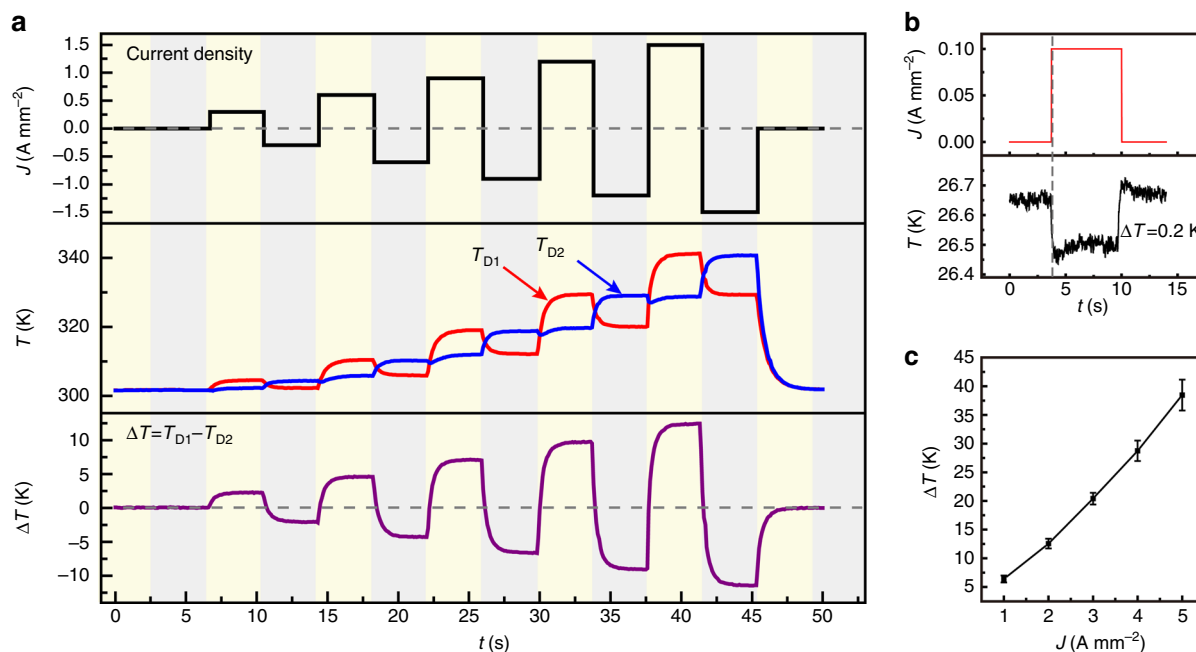 a
Current density
1.5
1.0
0.5
0.0
−0.5
−1.0
−1.5
J (A mm⁻²)
T_D1
T_D2
340
320
300
T (K)
ΔT=T_D1−T_D2
10
5
0
−5
−10
ΔT (K)
0 5 10 15 20 25 30 35 40 45 50
t (s)
b
0.10
0.05
0.00
J (A mm⁻²)
26.7
26.6
26.5
26.4
T (K)
ΔT=0.2 K
0 5 10 15
t (s)
c
45
40
35
30
25
20
15
10
5
ΔT (K)
1 2 3 4 5
J (A mm⁻²)